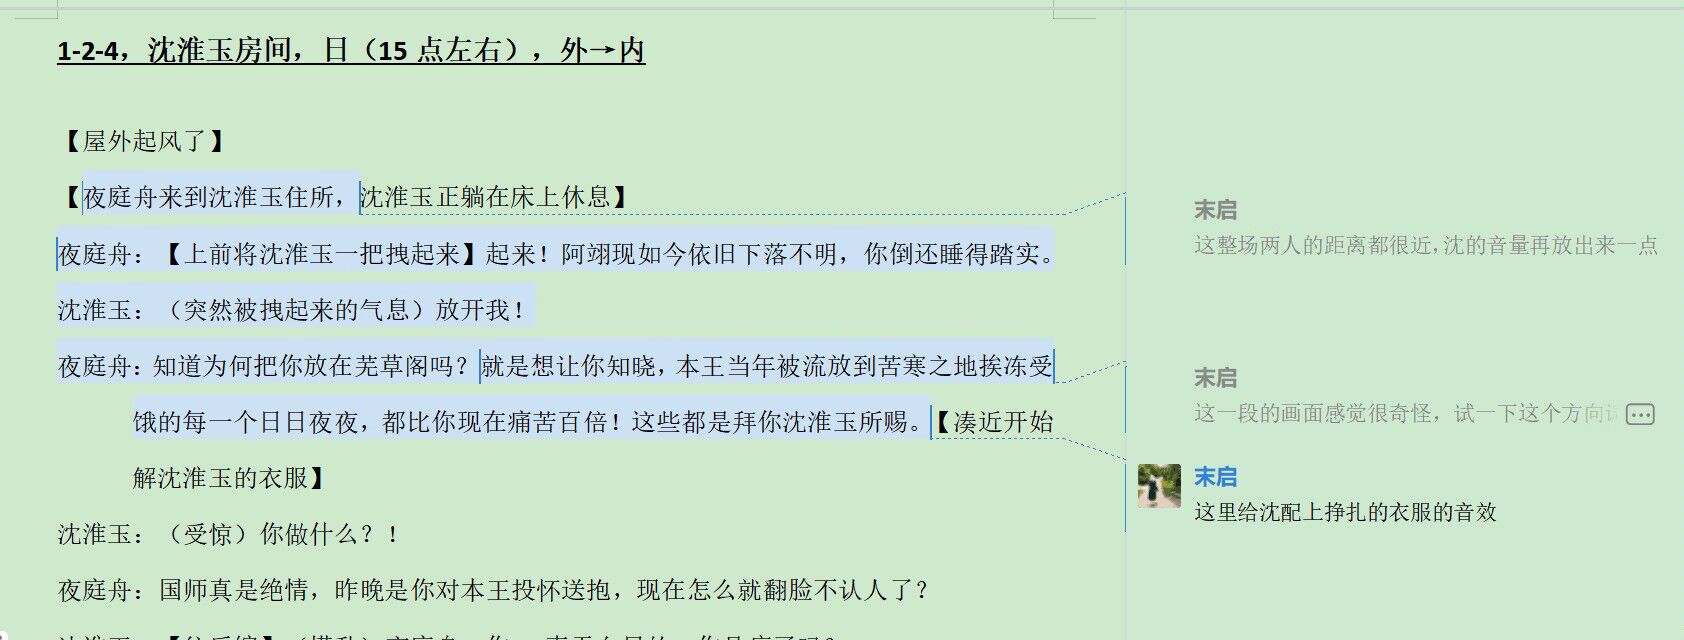 1-2-4，沈淮玉房间，日（15 点左右），外→内
【屋外起风了】
【夜庭舟来到沈淮玉住所，沈淮玉正躺在床上休息】
夜庭舟：【上前将沈淮玉一把拽起来】起来！阿翊现如今依旧下落不明，你倒还睡得踏实。
沈淮玉：（突然被拽起来的气息）放开我！
夜庭舟：知道为何把你放在芜草阁吗？就是想让你知晓，本王当年被流放到苦寒之地挨冻受
饿的每一个日日夜夜，都比你现在痛苦百倍！这些都是拜你沈淮玉所赐。【凑近开始
解沈淮玉的衣服】
沈淮玉：（受惊）你做什么？！
夜庭舟：国师真是绝情，昨晚是你对本王投怀送抱，现在怎么就翻脸不认人了？
末启
这整场两人的距离都很近，沈的音量再放出来一点
末启
这一段的画面感觉很奇怪，试一下这个方向
末启
这里给沈配上挣扎的衣服的音效